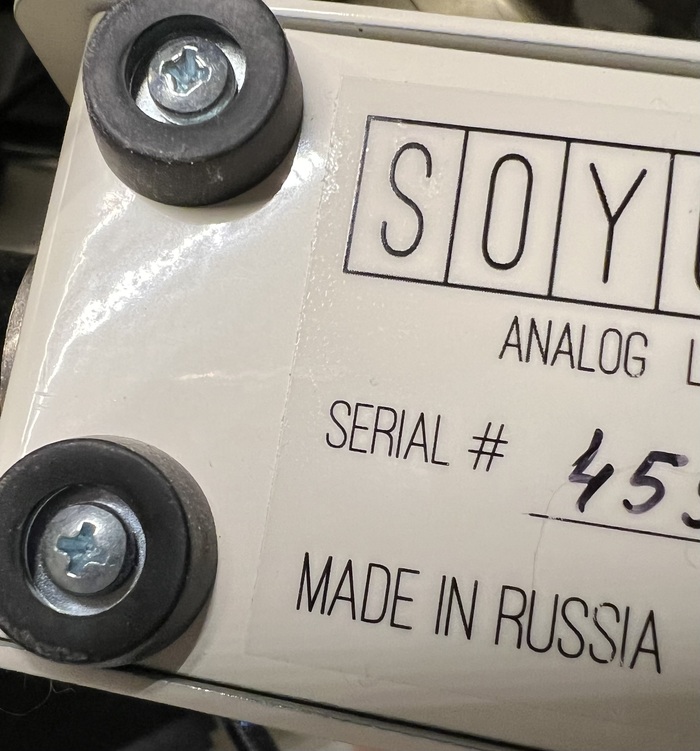 SOY
ANALOG L
SERIAL # 45
MADE IN RUSSIA